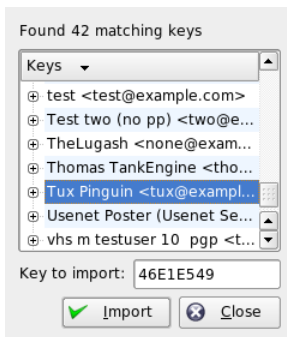 Found 42 matching keys
Keys
test <test@example.com>
Test two (no pp) <two@e...
TheLugash <none@exam...
Thomas TankEngine <tho...
Tux Pinguin <tux@exampl...
Usenet Poster (Usenet Se...
vhs m testuser 10 pgp <t...
Key to import: 46E1E549
Import Close